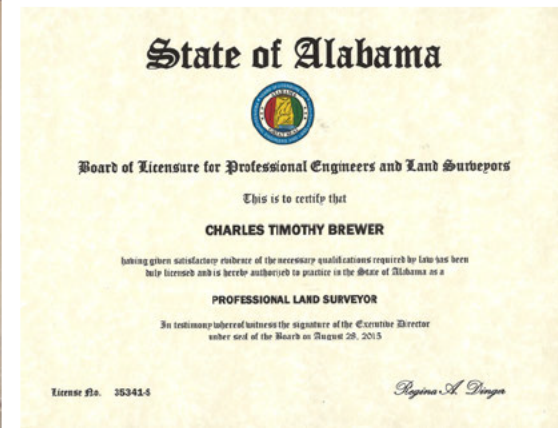 State of Alabama
Board of Licensure for Professional Engineers and Land Surveyors
This is to certify that
CHARLES TIMOTHY BREWER
having given satisfactory evidence of the necessary qualifications required by law has been
duly licensed and is hereby authorized to practice in the State of Alabama as a
PROFESSIONAL LAND SURVEYOR
In testimony whereof witness the signature of the Executive Director
under seal of the Board on August 28, 2015
License No. 35341-S
Regina A. Dinger